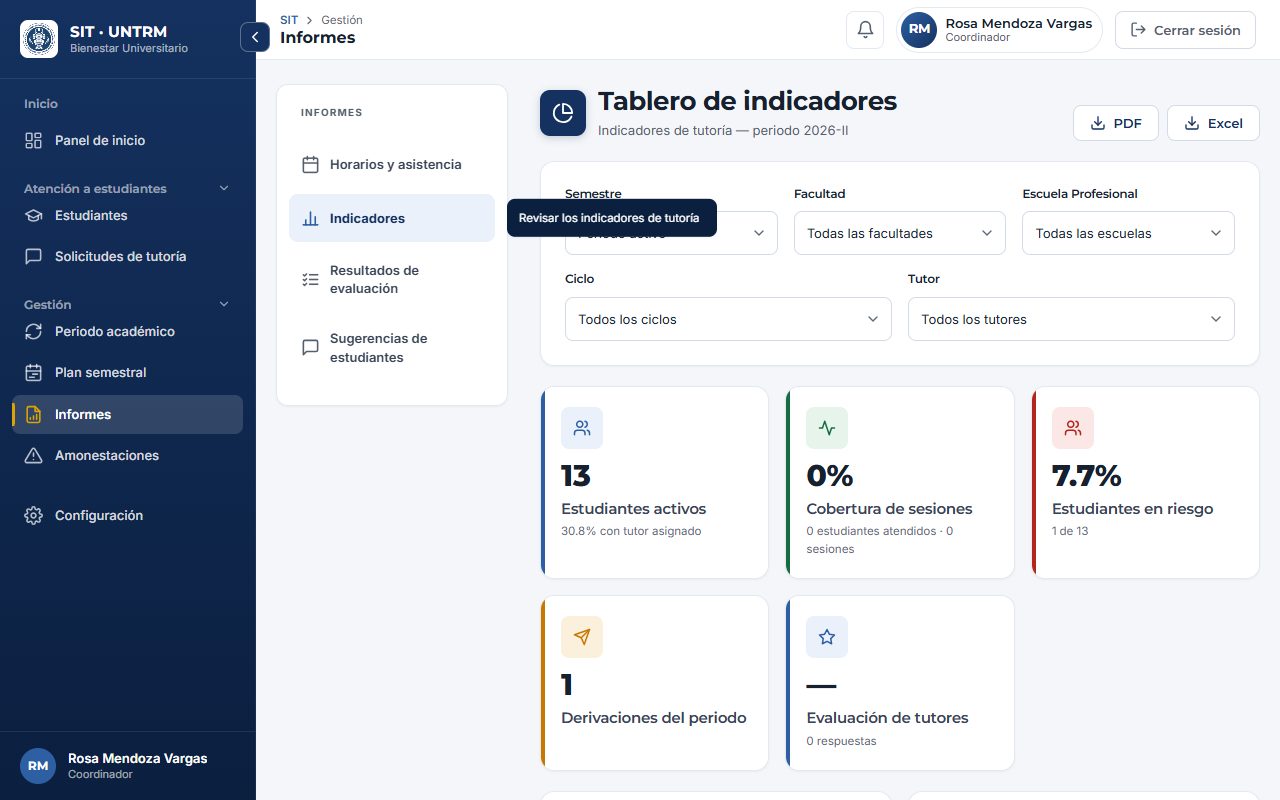 SIT · UNTRM
Bienestar Universitario
Inicio
Panel de inicio
Atención a estudiantes
Estudiantes
Solicitudes de tutoría
Gestión
Periodo académico
Plan semestral
Informes
Amonestaciones
Configuración
RM
Rosa Mendoza Vargas
Coordinador
SIT > Gestión
Informes
RM
Rosa Mendoza Vargas
Coordinador
Cerrar sesión
INFORMES
Horarios y asistencia
Indicadores
Resultados de
evaluación
Sugerencias de
estudiantes
Revisar los indicadores de tutoría
Tablero de indicadores
Indicadores de tutoría — periodo 2026-II
PDF
Excel
Semestre
Facultad
Todas las facultades
Escuela Profesional
Todas las escuelas
Ciclo
Todos los ciclos
Tutor
Todos los tutores
13
Estudiantes activos
30.8% con tutor asignado
0%
Cobertura de sesiones
0 estudiantes atendidos · 0
sesiones
7.7%
Estudiantes en riesgo
1 de 13
1
Derivaciones del periodo
—
Evaluación de tutores
0 respuestas